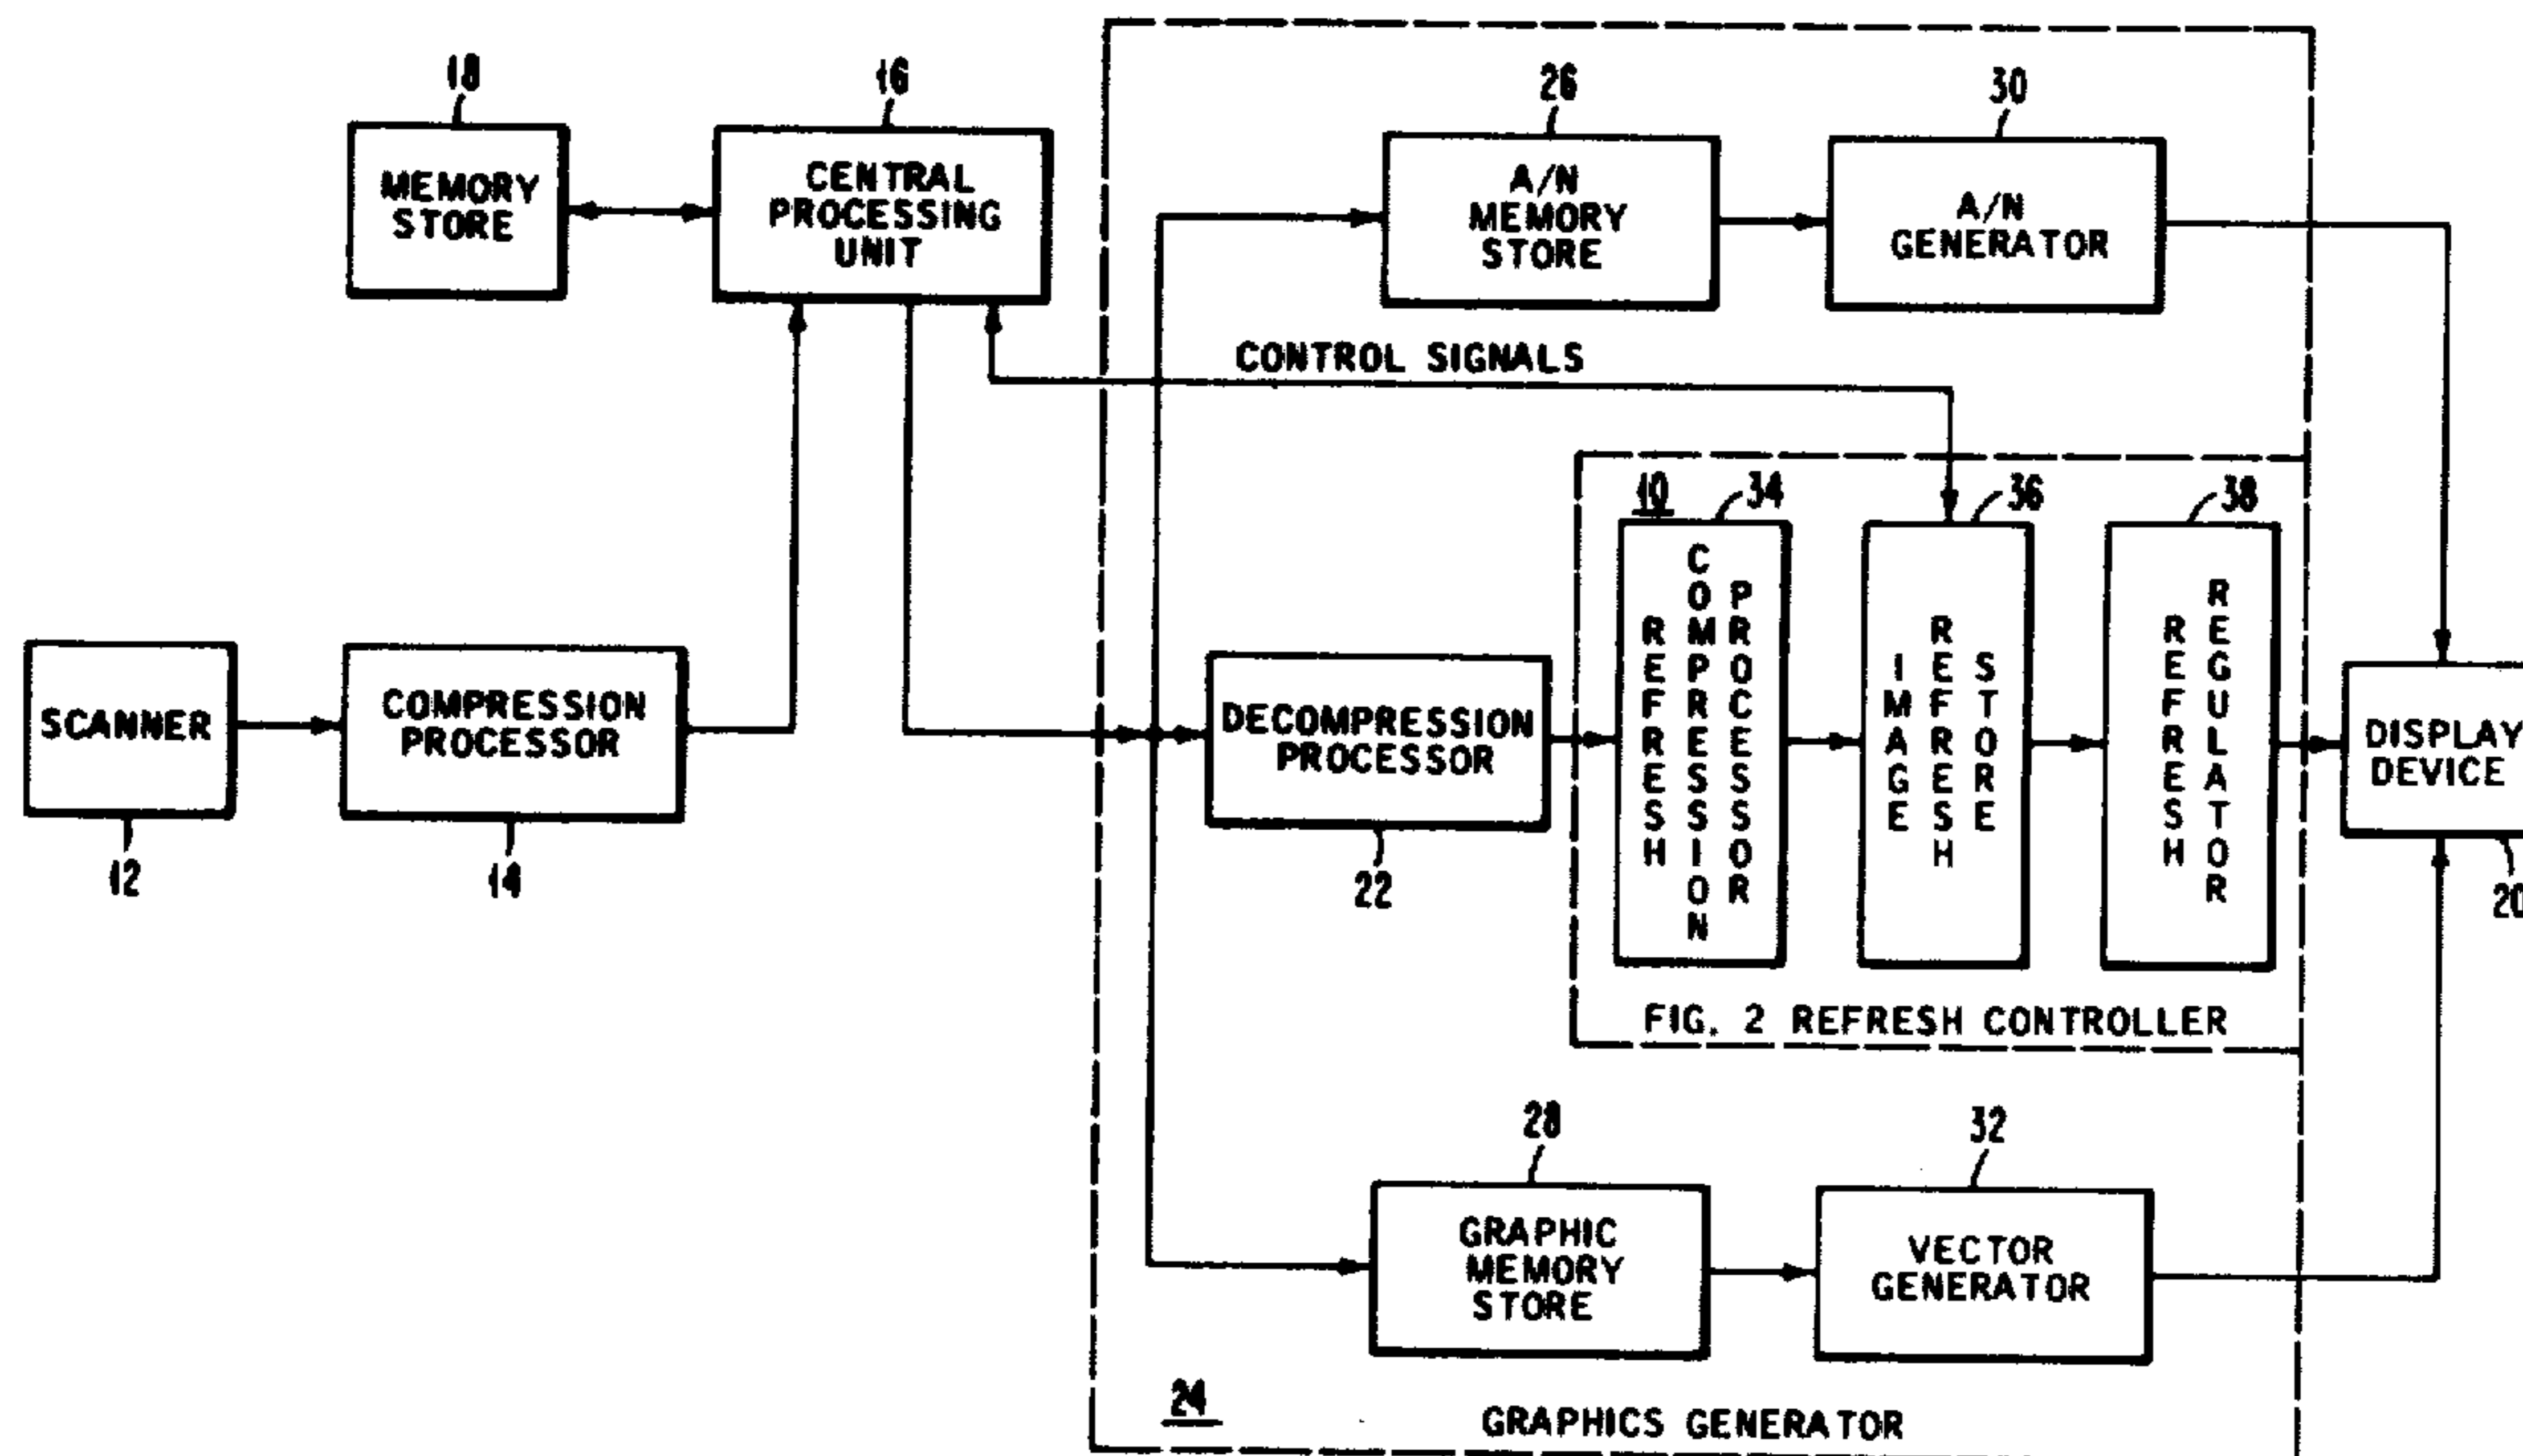 18
MEMORY
STORE
16
CENTRAL
PROCESSING
UNIT
26
A/N
MEMORY
STORE
30
A/N
GENERATOR
CONTROL SIGNALS
SCANNER
12
COMPRESSION
PROCESSOR
14
DECOMPRESSION
PROCESSOR
22
10
34
REFRESH
COMPRESSION
PROCESSOR
36
IMAGE
REFRESH
STORE
38
REFRESH
REGULATOR
FIG. 2 REFRESH CONTROLLER
DISPLAY
DEVICE
20
28
GRAPHIC
MEMORY
STORE
32
VECTOR
GENERATOR
24
GRAPHICS GENERATOR